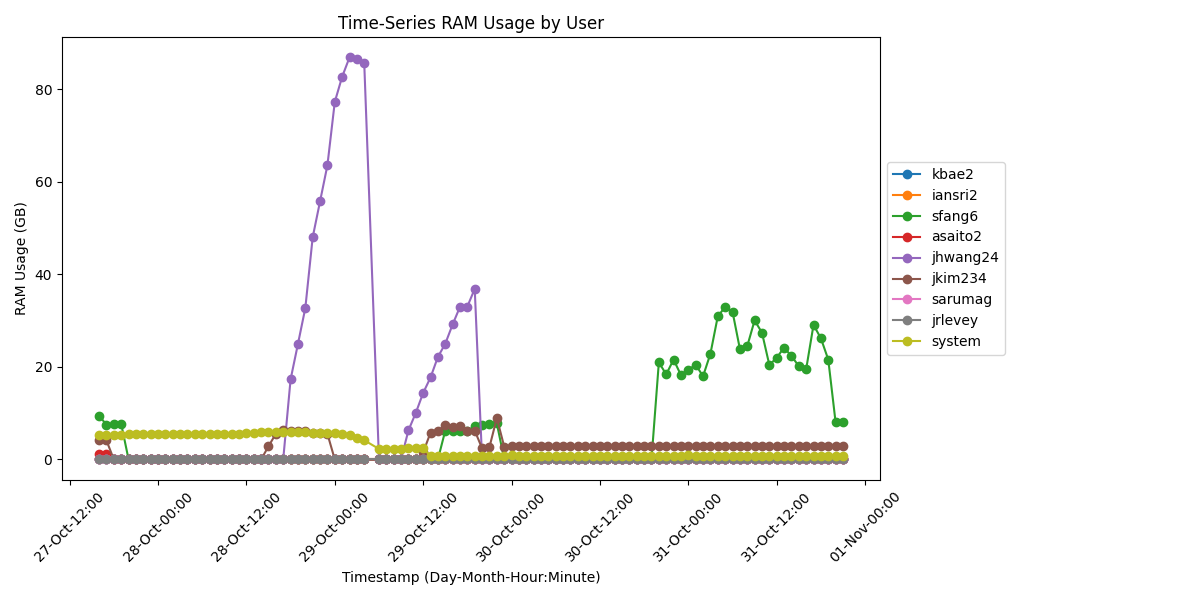 Time-Series RAM Usage by User
RAM Usage (GB)
80
60
40
20
0
27-Oct-12:00
28-Oct-00:00
28-Oct-12:00
29-Oct-00:00
29-Oct-12:00
30-Oct-00:00
30-Oct-12:00
31-Oct-00:00
31-Oct-12:00
01-Nov-00:00
Timestamp (Day-Month-Hour:Minute)
kbae2
iansri2
sfang6
asaito2
jhwang24
jkim234
sarumag
jrlevey
system